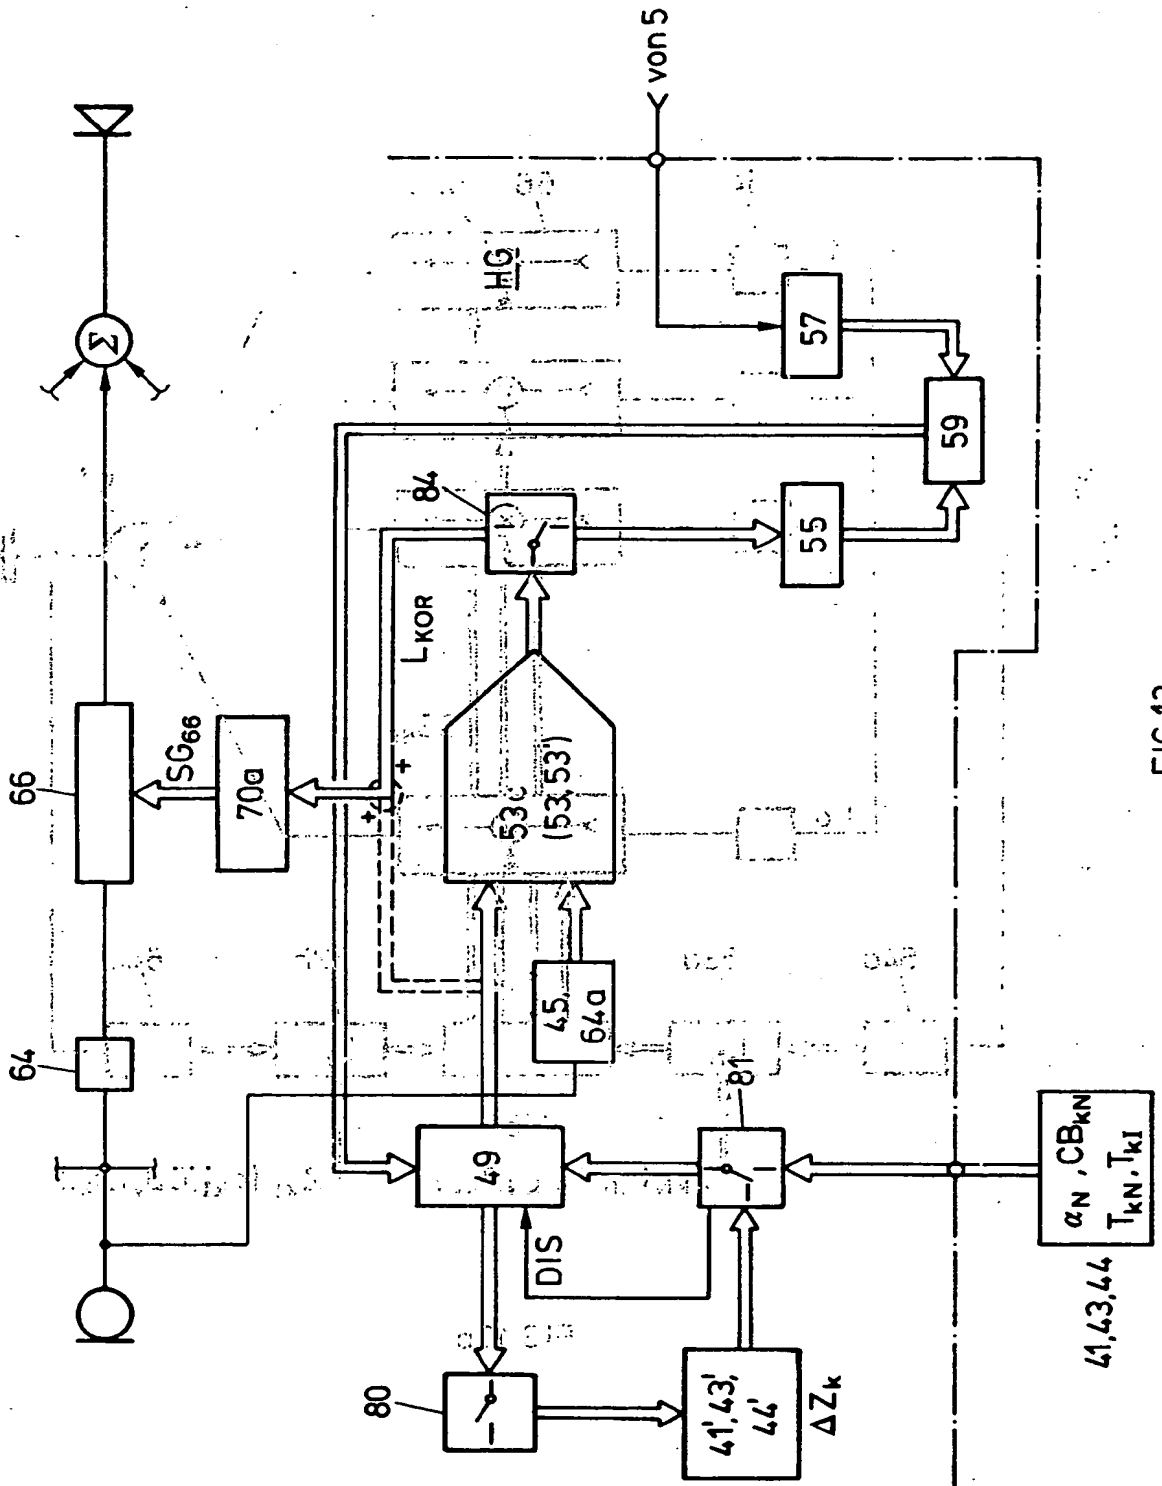 66
64
SG66
70a
von 5
HG
84
LKOR
+
+
53c
(53,53')
57
59
55
45,
64a
49
81
DIS
80
41',43',
44'
ΔZk
αN, CBkN
TkN, TkI
41,43,44
Σ